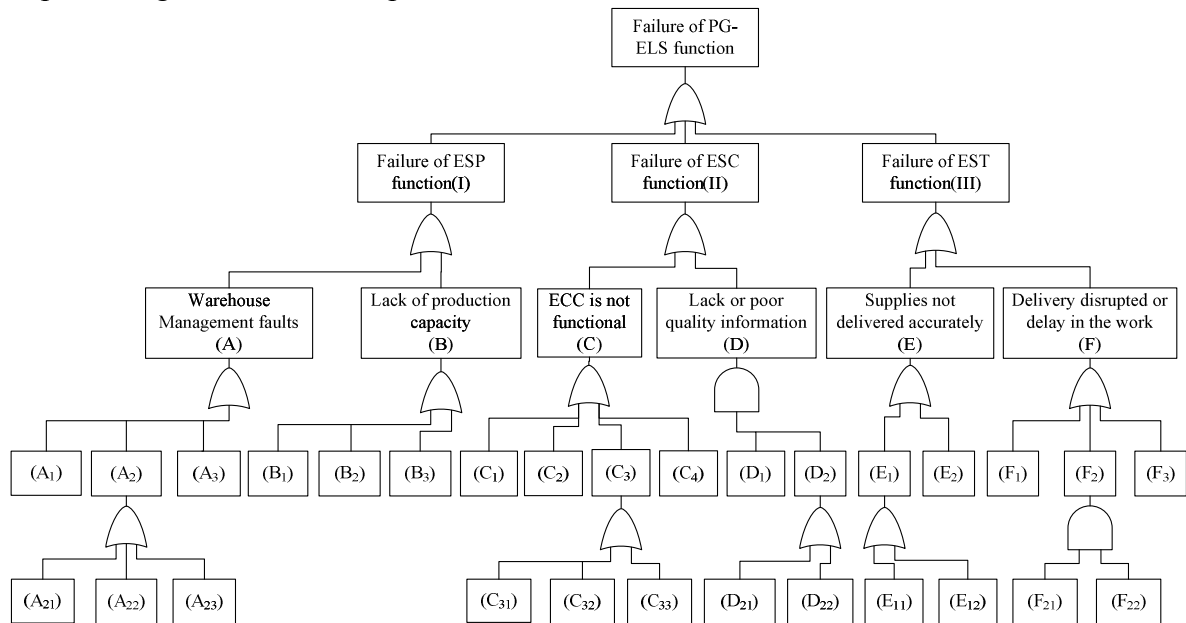 Failure of PG-
ELS function
Failure of ESP
function(I)
Failure of ESC
function(II)
Failure of EST
function(III)
Warehouse
Management faults
(A)
Lack of production
capacity
(B)
ECC is not
functional
(C)
Lack or poor
quality information
(D)
Supplies not
delivered accurately
(E)
Delivery disrupted or
delay in the work
(F)
(A1)
(A2)
(A3)
(B1)
(B2)
(B3)
(C1)
(C2)
(C3)
(C4)
(D1)
(D2)
(E1)
(E2)
(F1)
(F2)
(F3)
(A21)
(A22)
(A23)
(C31)
(C32)
(C33)
(D21)
(D22)
(E11)
(E12)
(F21)
(F22)